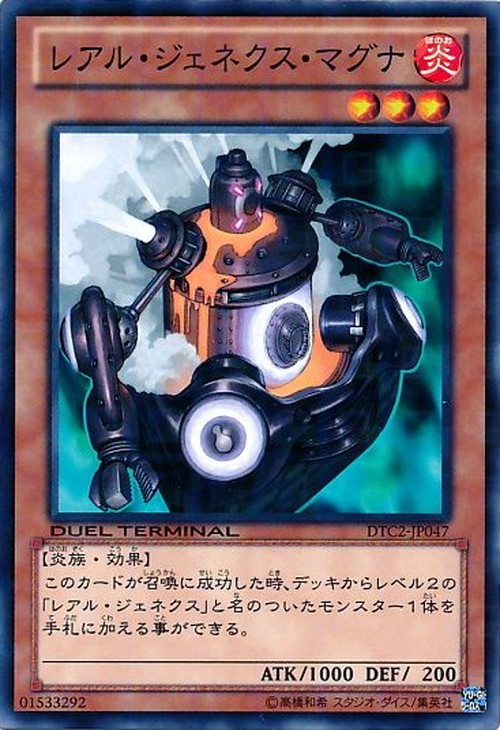 レアル・ジェネクス・マグナ
ほのお
炎
DUEL TERMINAL
DTC2-JP047
【炎族・効果】
このカードが召喚に成功した時、デッキからレベル2の
「レアル・ジェネクス」と名のついたモンスター1体を
手札に加える事ができる。
ATK/1000 DEF/ 200
01533292
©高橋和希 スタジオ・ダイス/集英社